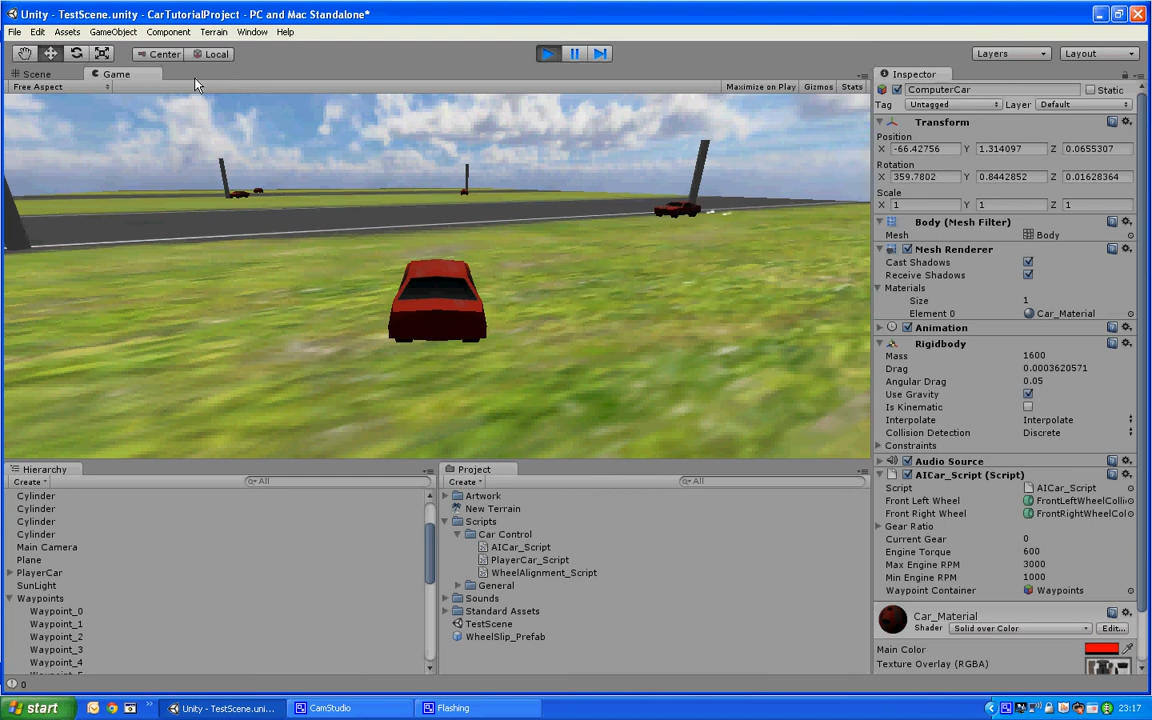 Unity - TestScene.unity - CarTutorialProject - PC and Mac Standalone*
File Edit Assets GameObject Component Terrain Window Help
Center Local Layers Layout
Scene Game
Free Aspect Maximize on Play Gizmos Stats
Inspector
ComputerCar Static
Tag Untagged Layer Default
Transform
Position
X -66.42756 Y 1.314097 Z 0.0655307
Rotation
X 359.7802 Y 0.8442852 Z 0.01628364
Scale
X 1 Y 1 Z 1
Body (Mesh Filter)
Mesh Body
Mesh Renderer
Cast Shadows
Receive Shadows
Materials
Size 1
Element 0 Car_Material
Animation
Rigidbody
Mass 1600
Drag 0.0003620571
Angular Drag 0.05
Use Gravity
Is Kinematic
Interpolate Interpolate
Collision Detection Discrete
Constraints
Audio Source
AICar_Script (Script)
Script AICar_Script
Front Left Wheel FrontLeftWheelColli
Front Right Wheel FrontRightWheelCol
Gear Ratio
Current Gear 0
Engine Torque 600
Max Engine RPM 3000
Min Engine RPM 1000
Waypoint Container Waypoints
Car_Material
Shader Solid over Color Edit...
Main Color
Texture Overlay (RGBA)
Hierarchy
Create All
Cylinder
Cylinder
Cylinder
Cylinder
Main Camera
Plane
PlayerCar
SunLight
Waypoints
Waypoint_0
Waypoint_1
Waypoint_2
Waypoint_3
Waypoint_4
Project
Create All
Artwork
New Terrain
Scripts
Car Control
AICar_Script
PlayerCar_Script
WheelAlignment_Script
General
Sounds
Standard Assets
TestScene
WheelSlip_Prefab
0
start Unity - TestScene.uni... CamStudio Flashing 23:17